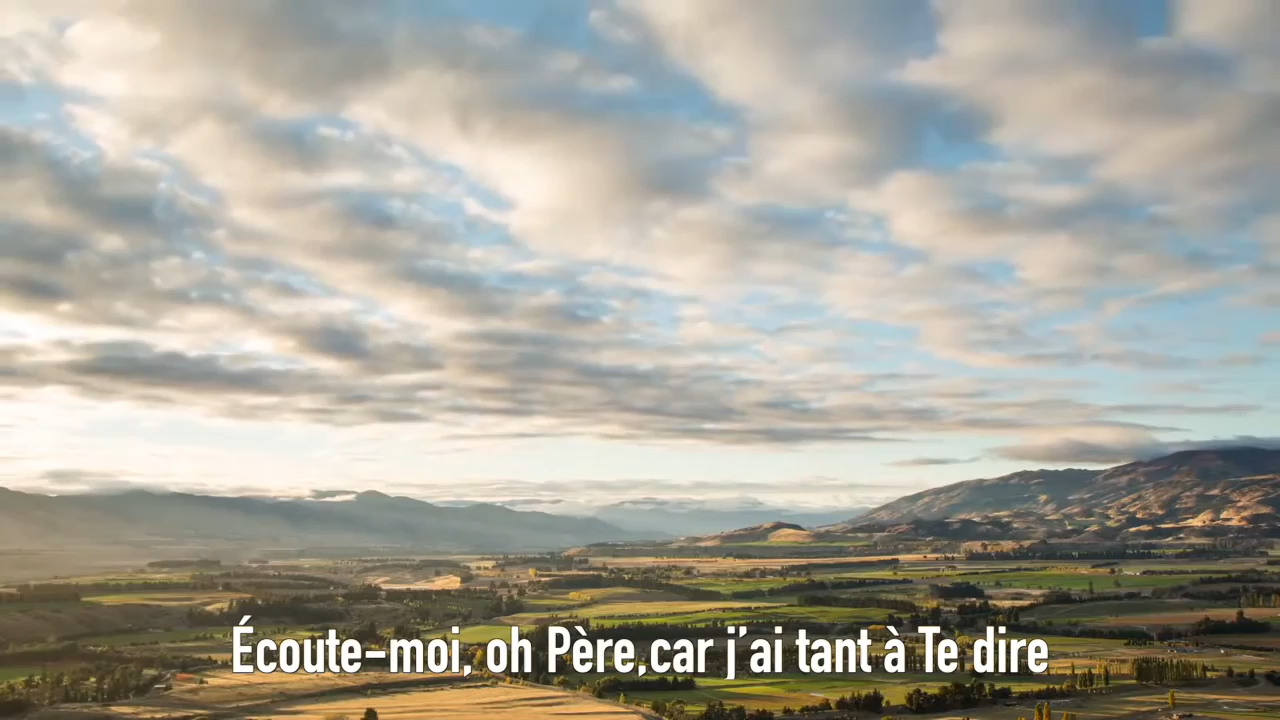 Écoute-moi, oh Père,car j'ai tant à Te dire